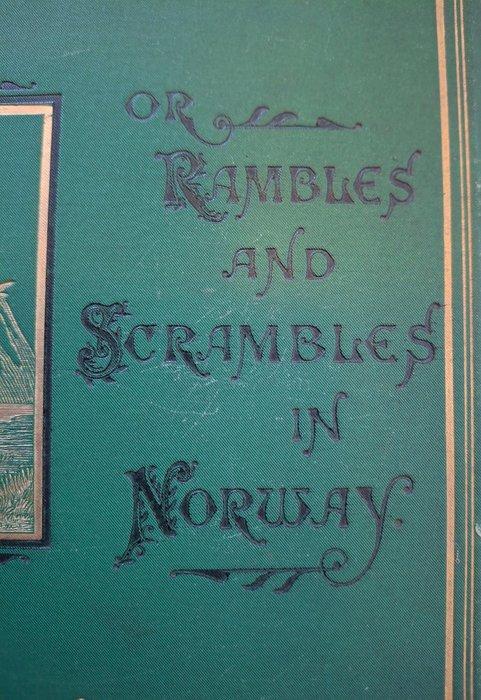 OR
RAMBLES
AND
SCRAMBLES
IN
NORWAY.